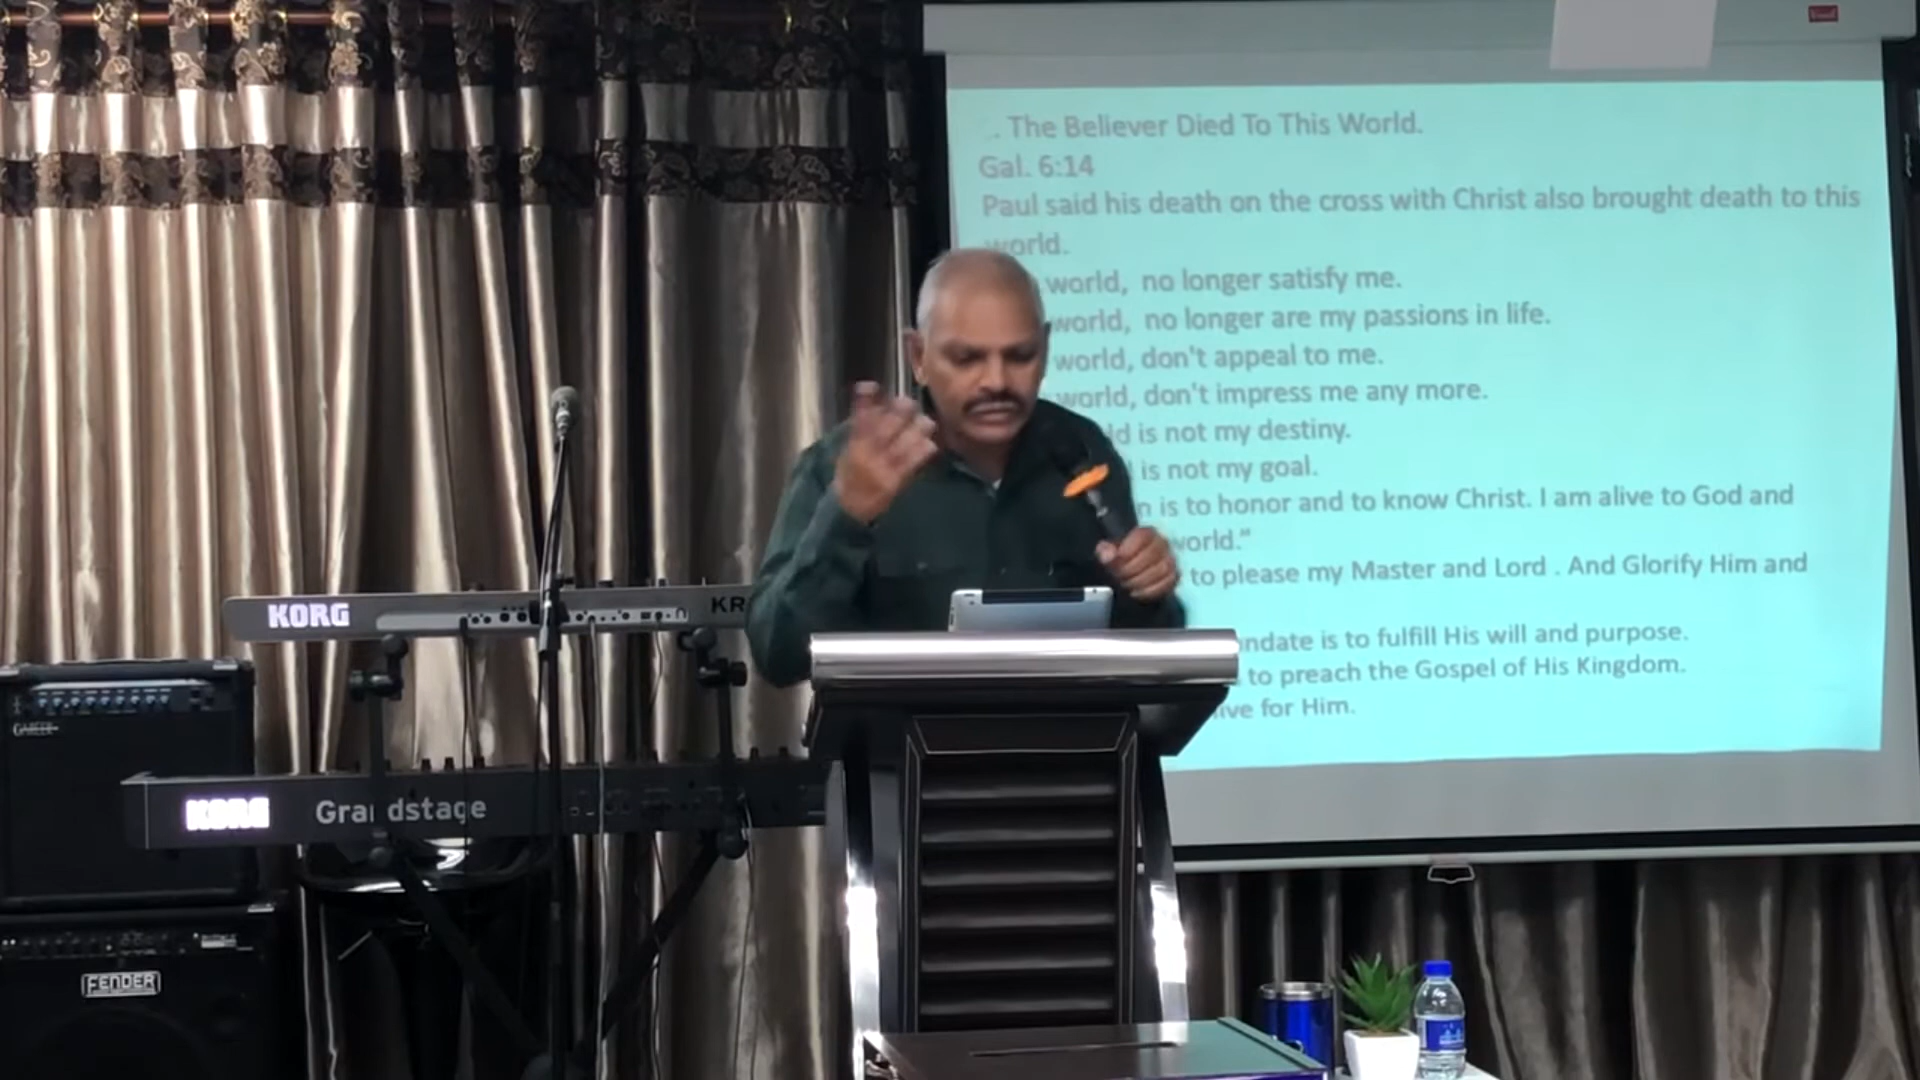 . The Believer Died To This World.
Gal. 6:14
Paul said his death on the cross with Christ also brought death to this
world.
world, no longer satisfy me.
world, no longer are my passions in life.
world, don't appeal to me.
world, don't impress me any more.
is not my destiny.
is not my goal.
is to honor and to know Christ. I am alive to God and
world."
to please my Master and Lord . And Glorify Him and
is to fulfill His will and purpose.
to preach the Gospel of His Kingdom.
for Him.
KORG
KR
KORG Grandstage
FENDER